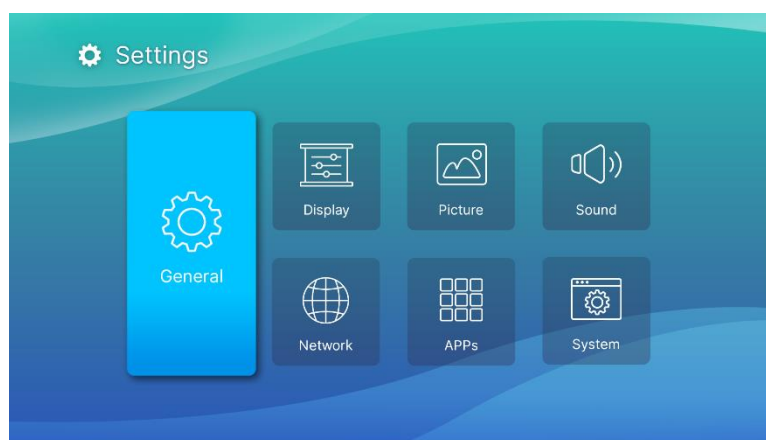 Settings
General
Display
Picture
Sound
Network
APPs
System